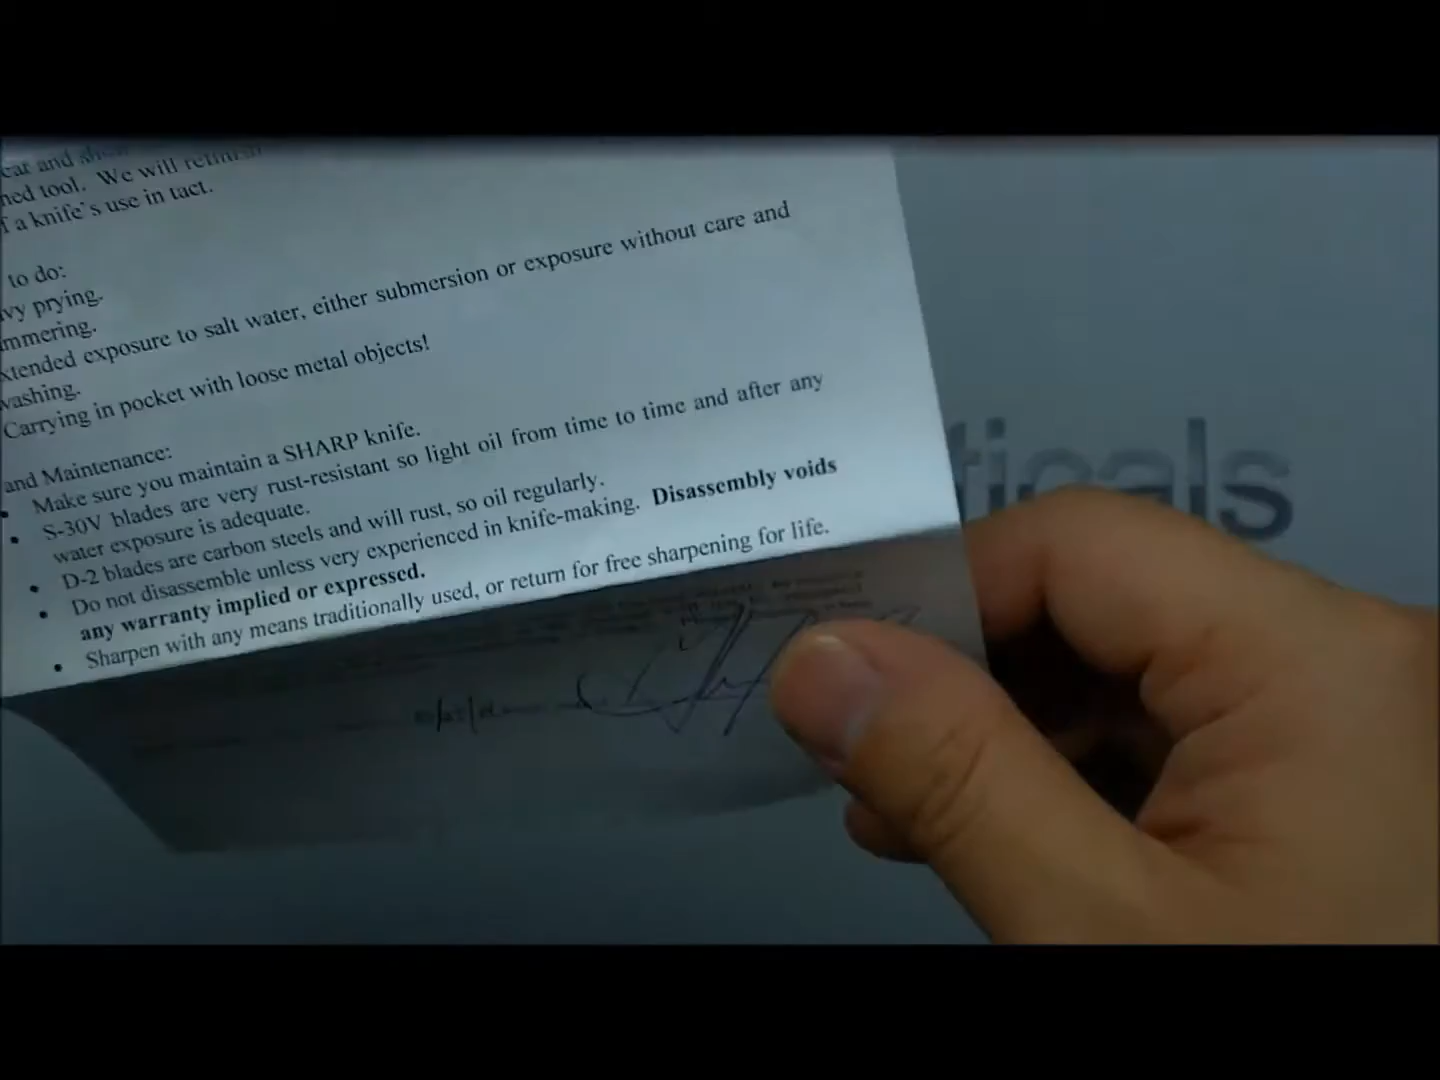 ear and
ned tool. We will refinish
f a knife's use in tact.
to do:
vy prying.
mmering.
xtended exposure to salt water, either submersion or exposure without care and
washing.
Carrying in pocket with loose metal objects!
and Maintenance:
• Make sure you maintain a SHARP knife.
• S-30V blades are very rust-resistant so light oil from time to time and after any
water exposure is adequate.
• D-2 blades are carbon steels and will rust, so oil regularly.
• Do not disassemble unless very experienced in knife-making. Disassembly voids
any warranty implied or expressed.
• Sharpen with any means traditionally used, or return for free sharpening for life.
ticals